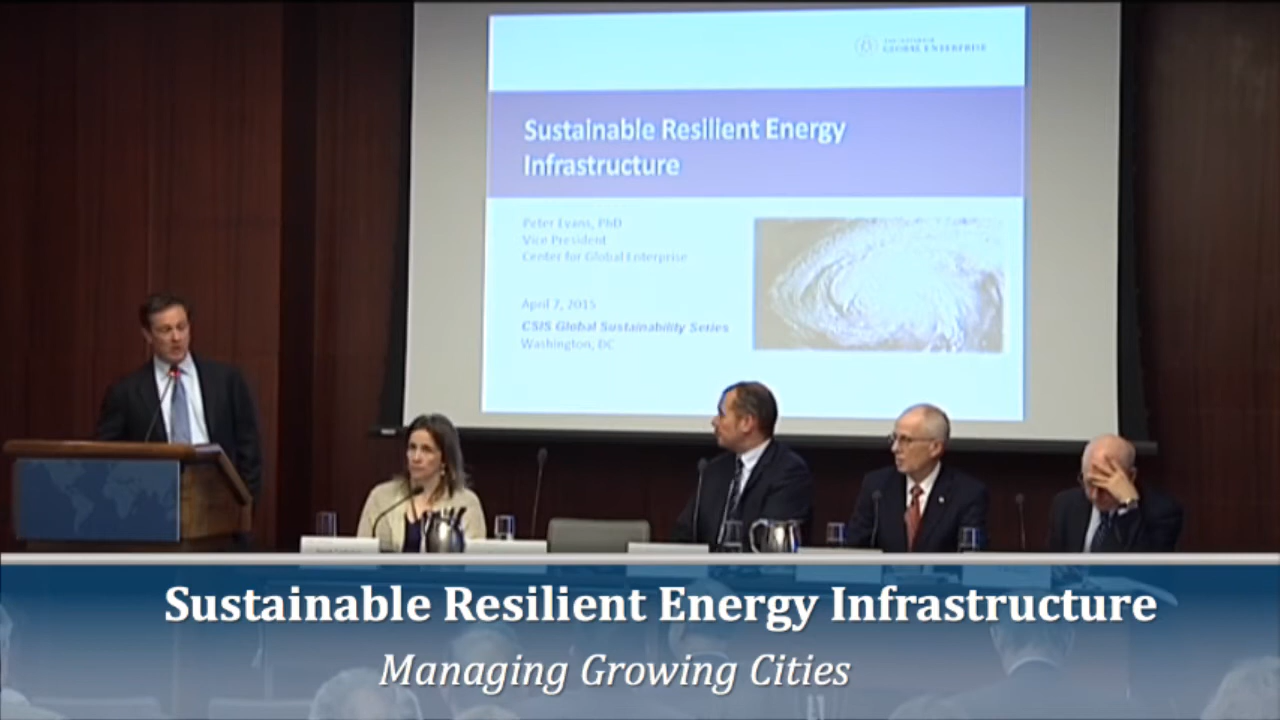 GLOBAL ENTERPRISE
Sustainable Resilient Energy
Infrastructure
Peter Evans, PhD
Vice President
Center for Global Enterprise
April 7, 2015
CSIS Global Sustainability Series
Washington, DC
Sustainable Resilient Energy Infrastructure
Managing Growing Cities